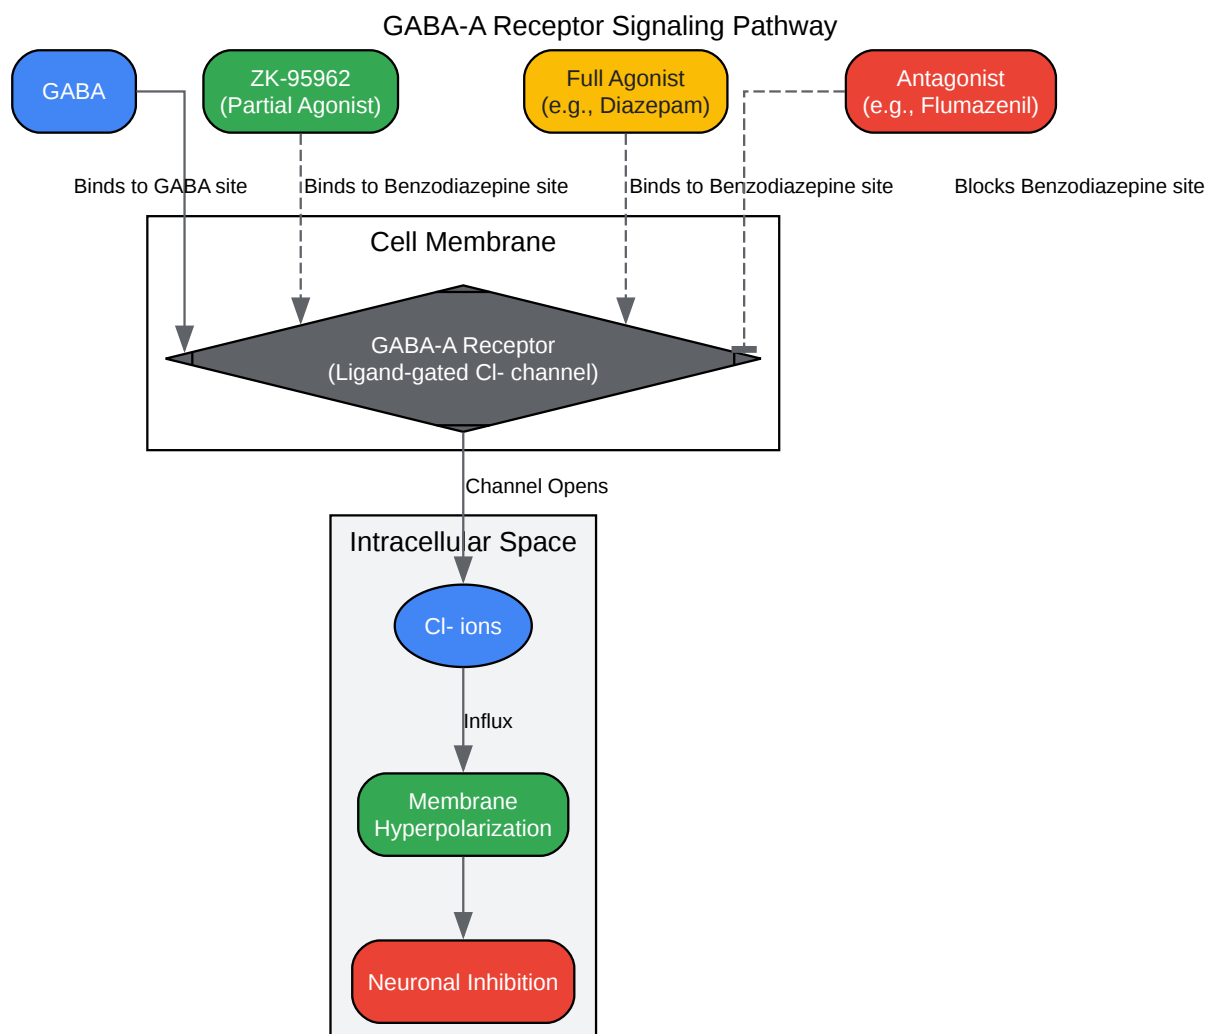 GABA-A Receptor Signaling Pathway
GABA
ZK-95962
(Partial Agonist)
Full Agonist
(e.g., Diazepam)
Antagonist
(e.g., Flumazenil)
Binds to GABA site
Binds to Benzodiazepine site
Binds to Benzodiazepine site
Blocks Benzodiazepine site
Cell Membrane
GABA-A Receptor
(Ligand-gated Cl- channel)
Channel Opens
Intracellular Space
Cl- ions
Influx
Membrane
Hyperpolarization
Neuronal Inhibition